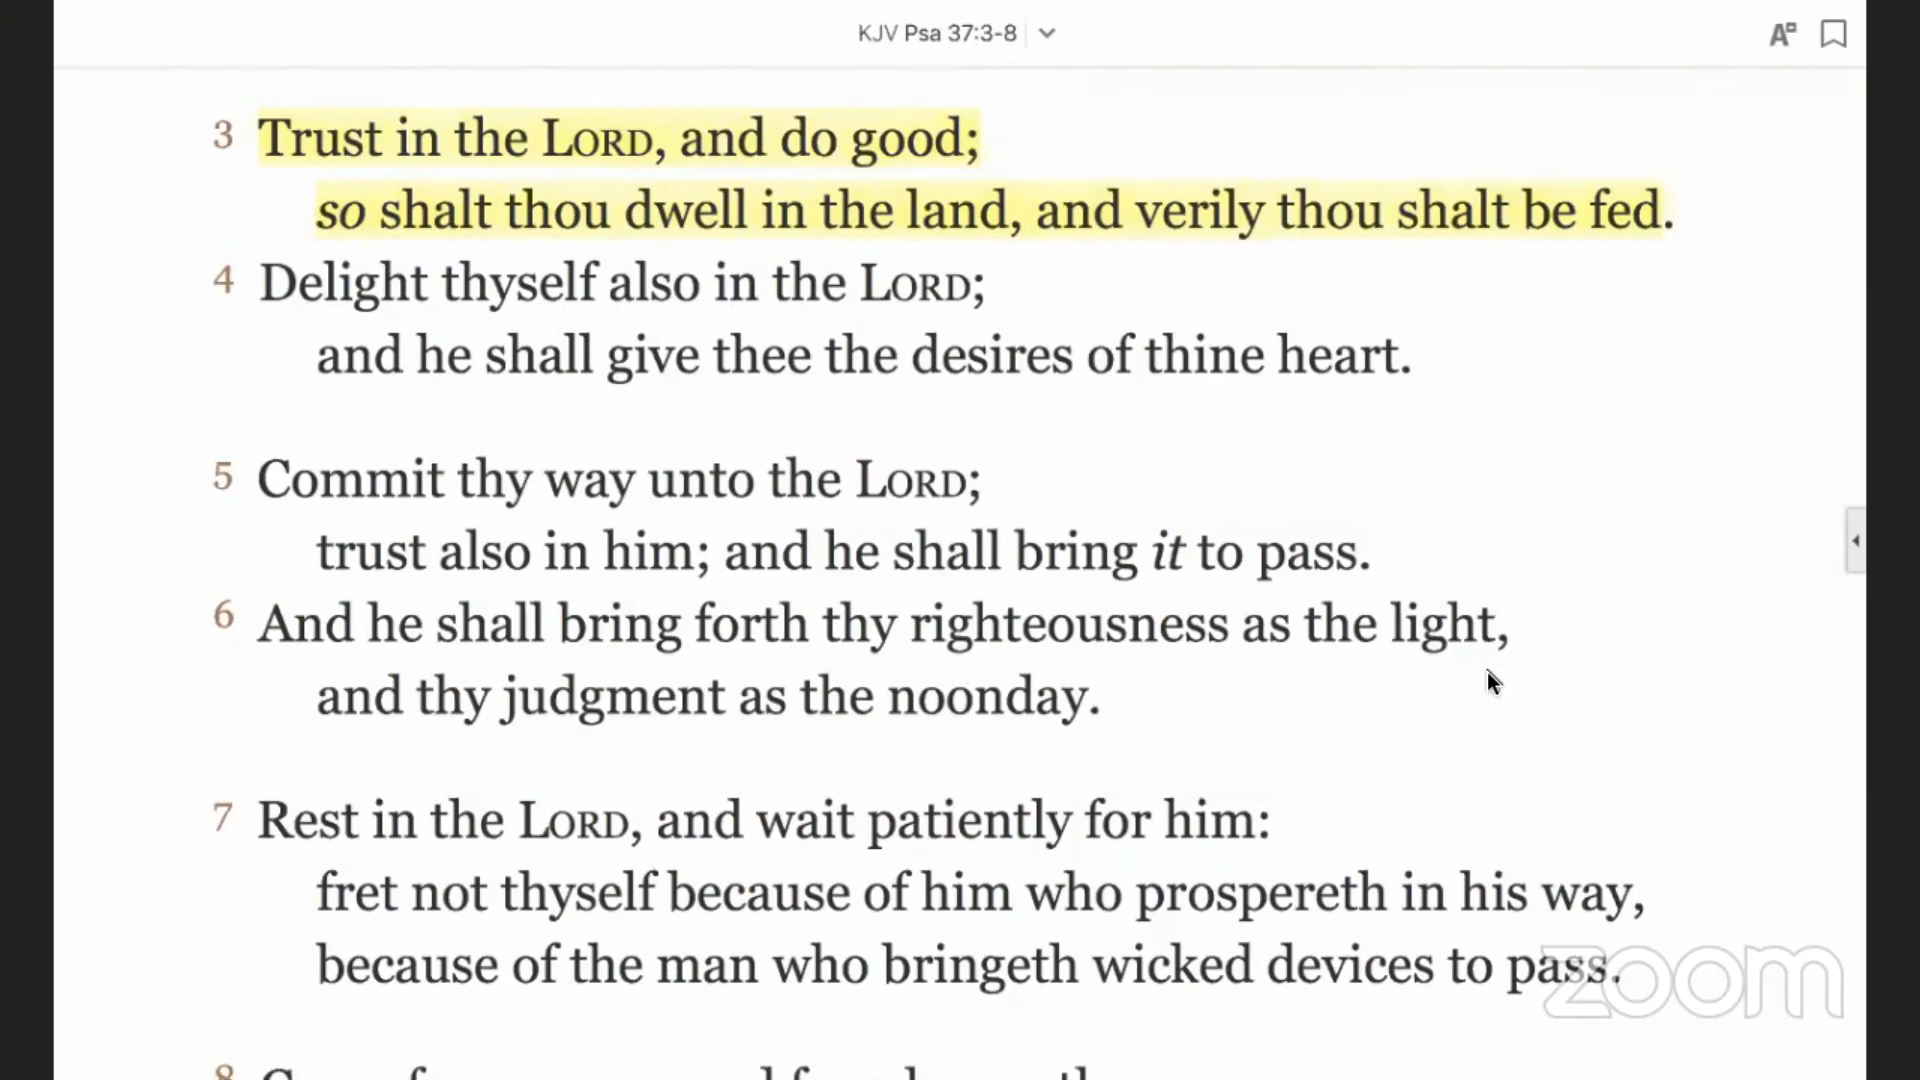 KJV Psa 37:3-8
3 Trust in the LORD, and do good;
so shalt thou dwell in the land, and verily thou shalt be fed.
4 Delight thyself also in the LORD;
and he shall give thee the desires of thine heart.
5 Commit thy way unto the LORD;
trust also in him; and he shall bring it to pass.
6 And he shall bring forth thy righteousness as the light,
and thy judgment as the noonday.
7 Rest in the LORD, and wait patiently for him:
fret not thyself because of him who prospereth in his way,
because of the man who bringeth wicked devices to pass.
zoom
8